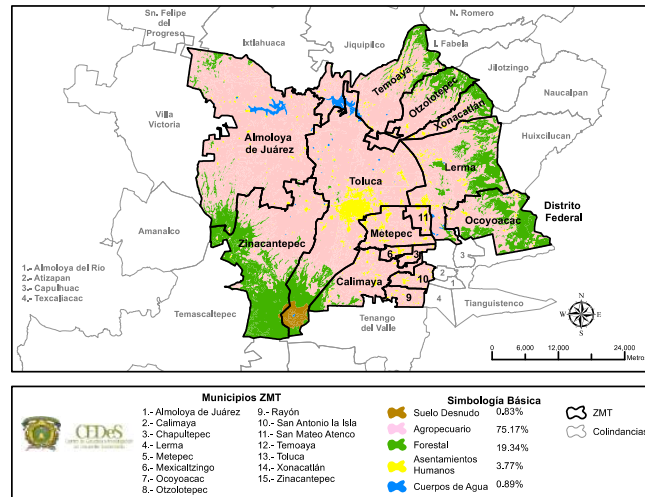 Sn. Felipe
del
Progreso
Ixtlahuaca
Jiquipilco
N. Romero
I. Fabela
Jilotzingo
Naucalpan
Huixcilucan
Temoaya
Otzolotepec
Xonacatlán
Villa
Victoria
Almoloya
de Juárez
Lerma
Toluca
Distrito
Federal
Ocoyoacac
11
Metepec
Amanalco
Zinacantepec
6
3
3
2
1
10
9
4
Calimaya
1.- Almoloya del Rio
2.- Atizapan
3.- Capulhuac
4.- Texcaljacac
Tianguistenco
Temascaltepec
Tenango
del Valle
N
W
E
S
0
6,000
12,000
24,000
Metros
CEDeS
Municipios ZMT
1.- Almoloya de Juárez
2.- Calimaya
3.- Chapultepec
4.- Lerma
5.- Metepec
6.- Mexicaltzingo
7.- Ocoyoacac
8.- Otzolotepec
9.- Rayón
10.- San Antonio la Isla
11.- San Mateo Atenco
12.- Temoaya
13.- Toluca
14.- Xonacatlán
15.- Zinacantepec
Simbología Básica
Suelo Desnudo 0.83%
Agropecuario 75.17%
Forestal 19.34%
Asentamientos
Humanos 3.77%
Cuerpos de Agua 0.89%
ZMT
Colindancias